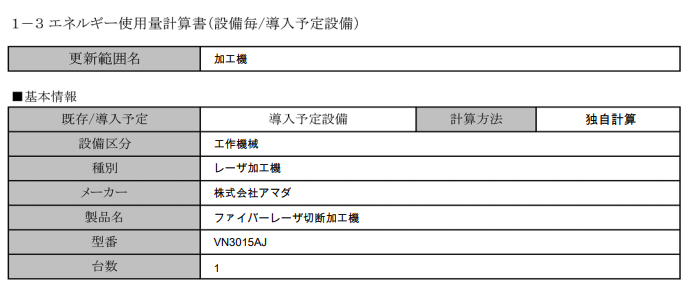 1－3 エネルギー使用量計算書（設備毎/導入予定設備）
更新範囲名 加工機
■基本情報
既存/導入予定 導入予定設備 計算方法 独自計算
設備区分 工作機械
種別 レーザ加工機
メーカー 株式会社アマダ
製品名 ファイバーレーザ切断加工機
型番 VN3015AJ
台数 1